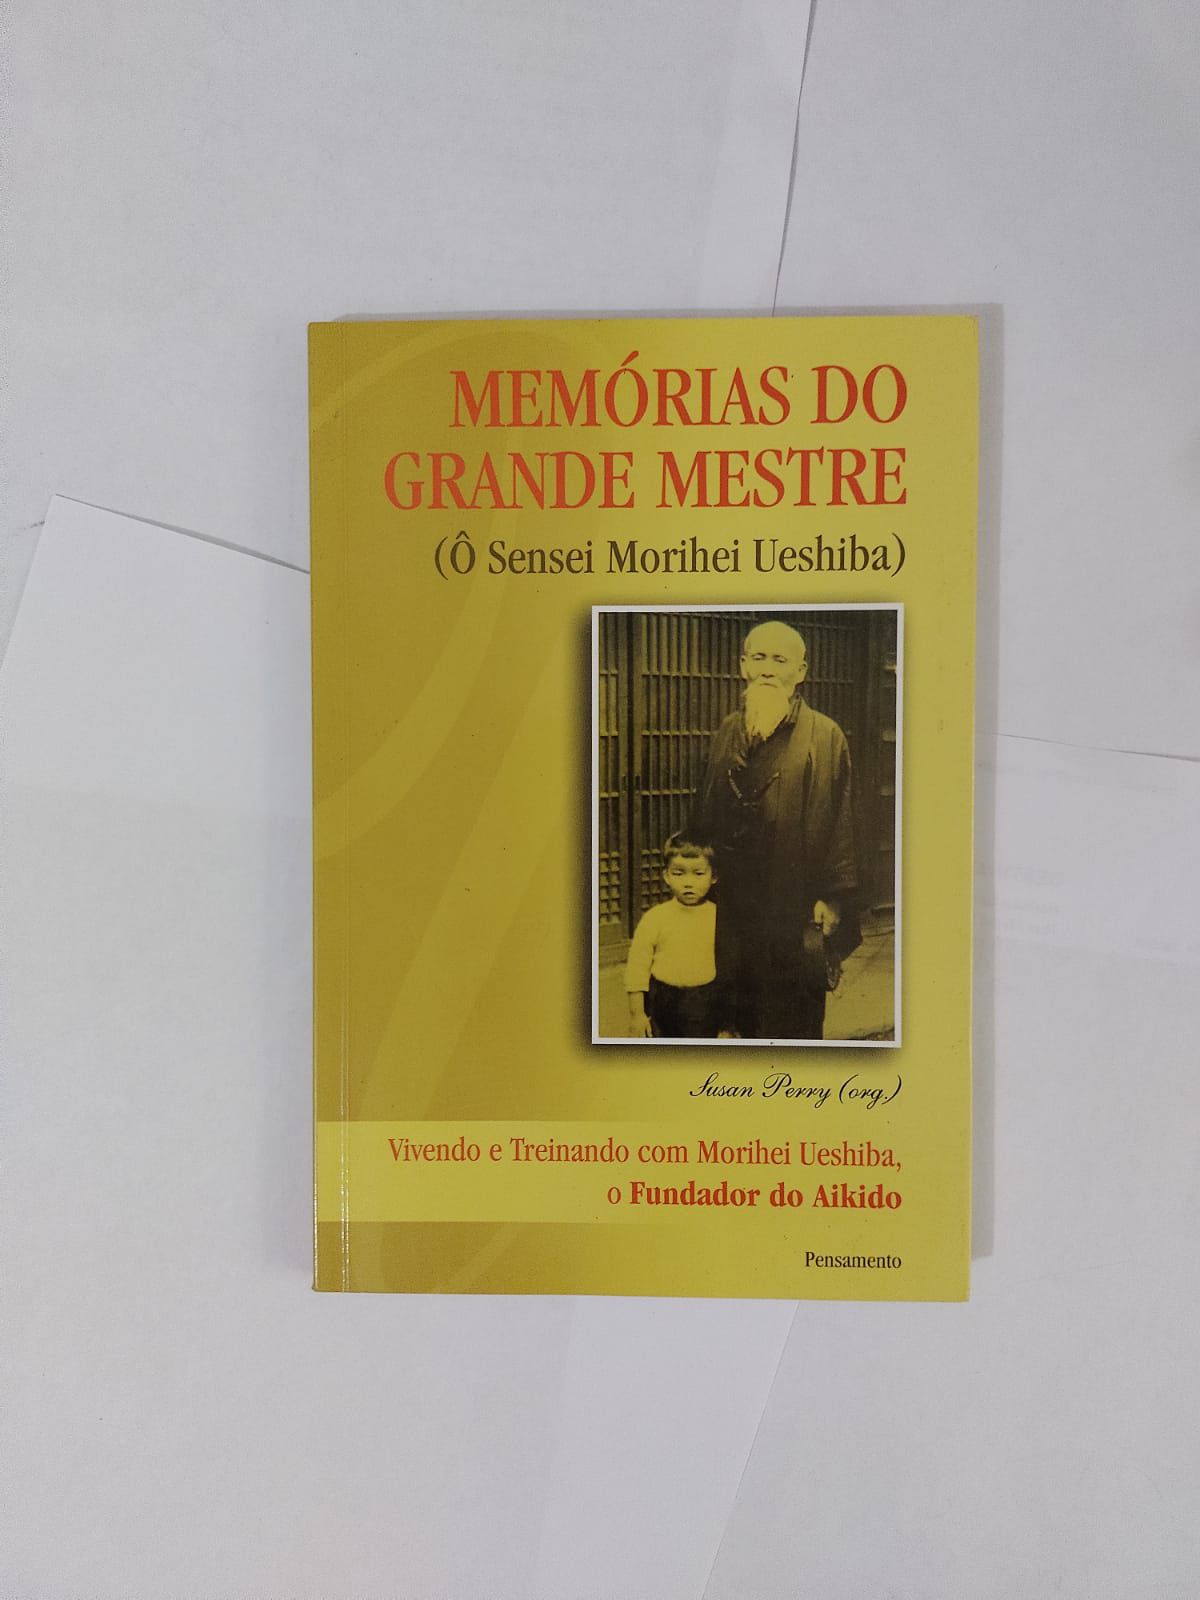 MEMÓRIAS DO
GRANDE MESTRE
(Ô Sensei Morihei Ueshiba)
Susan Perry (org.)
Vivendo e Treinando com Morihei Ueshiba,
o Fundador do Aikido
Pensamento